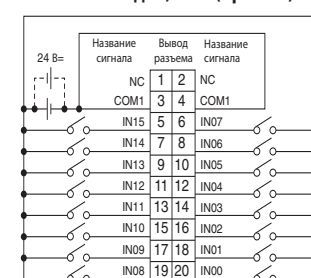 24 В=
Название сигнала Вывод разъема Название сигнала
NC 1 2 NC
COM1 3 4 COM1
IN15 5 6 IN07
IN14 7 8 IN06
IN13 9 10 IN05
IN12 11 12 IN04
IN11 13 14 IN03
IN10 15 16 IN02
IN09 17 18 IN01
IN08 19 20 IN00